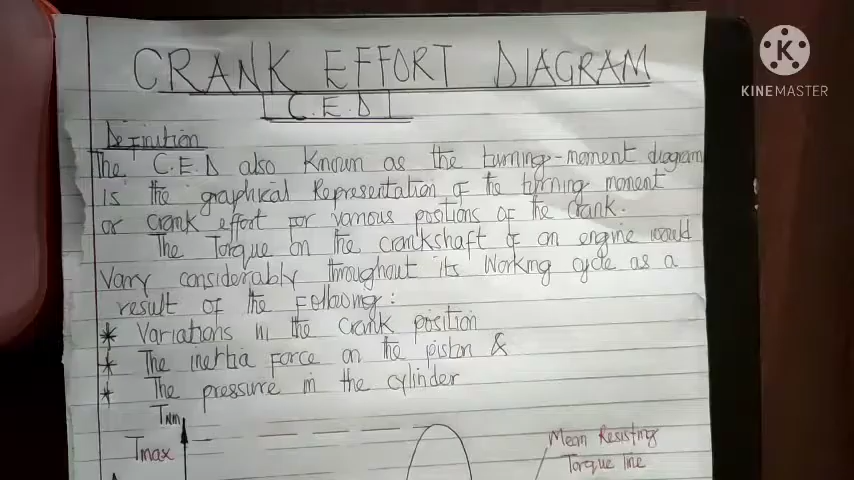 CRANK EFFORT DIAGRAM
C.E.D
Definition
The C.E.D also known as the turning-moment diagram
is the graphical Representation of the turning moment
or crank effort for various positions of the crank.
The Torque on the crankshaft of an engine would
Vary considerably throughout its working cycle as a
result of the Following:
* Variations in the crank position
* The inertia force on the piston &
* The pressure in the cylinder
TNm
Tmax
Mean Resisting
Torque line
K
KINEMASTER